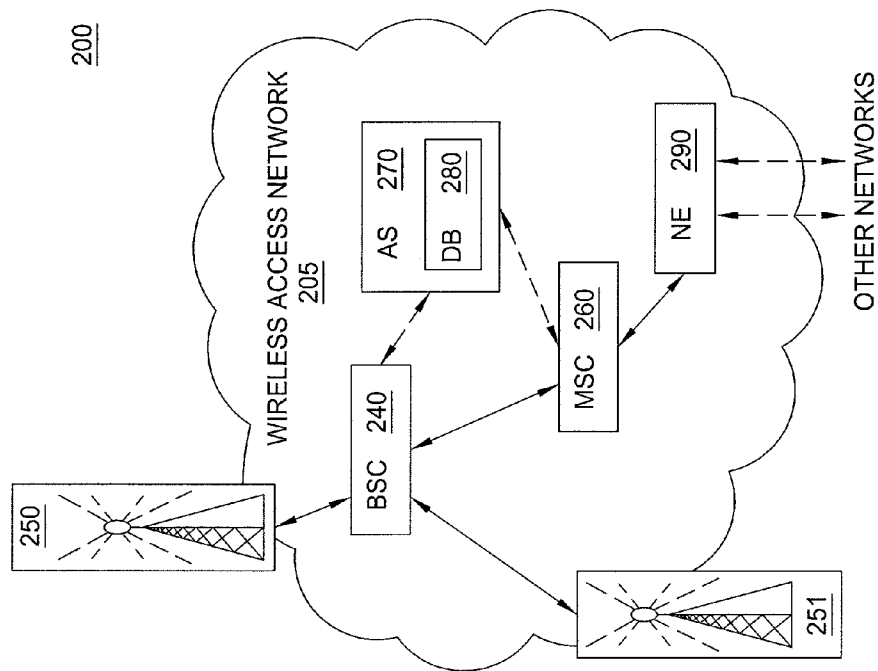 200
WIRELESS ACCESS NETWORK
205
250
AS 270
DB 280
BSC 240
MSC 260
NE 290
251
OTHER NETWORKS